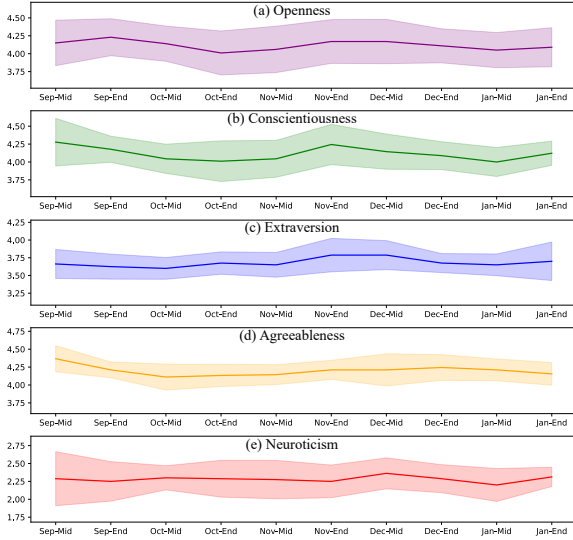 (a) Openness
4.50
4.25
4.00
3.75
Sep-Mid Sep-End Oct-Mid Oct-End Nov-Mid Nov-End Dec-Mid Dec-End Jan-Mid Jan-End
(b) Conscientiousness
4.50
4.25
4.00
3.75
Sep-Mid Sep-End Oct-Mid Oct-End Nov-Mid Nov-End Dec-Mid Dec-End Jan-Mid Jan-End
(c) Extraversion
4.00
3.75
3.50
3.25
Sep-Mid Sep-End Oct-Mid Oct-End Nov-Mid Nov-End Dec-Mid Dec-End Jan-Mid Jan-End
(d) Agreeableness
4.75
4.50
4.25
4.00
3.75
Sep-Mid Sep-End Oct-Mid Oct-End Nov-Mid Nov-End Dec-Mid Dec-End Jan-Mid Jan-End
(e) Neuroticism
2.75
2.50
2.25
2.00
1.75
Sep-Mid Sep-End Oct-Mid Oct-End Nov-Mid Nov-End Dec-Mid Dec-End Jan-Mid Jan-End